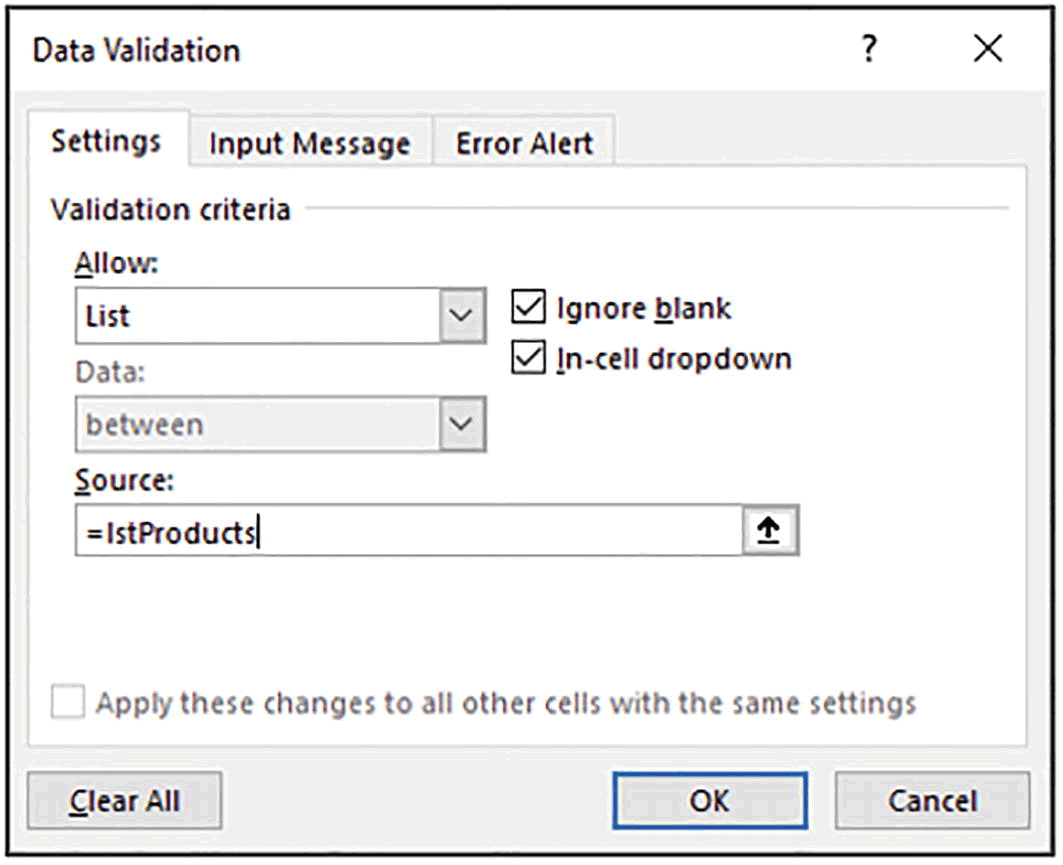 Data Validation ?
Settings Input Message Error Alert
Validation criteria
Allow:
List
Ignore blank
Data:
In-cell dropdown
between
Source:
=lstProducts
Apply these changes to all other cells with the same settings
Clear All OK Cancel